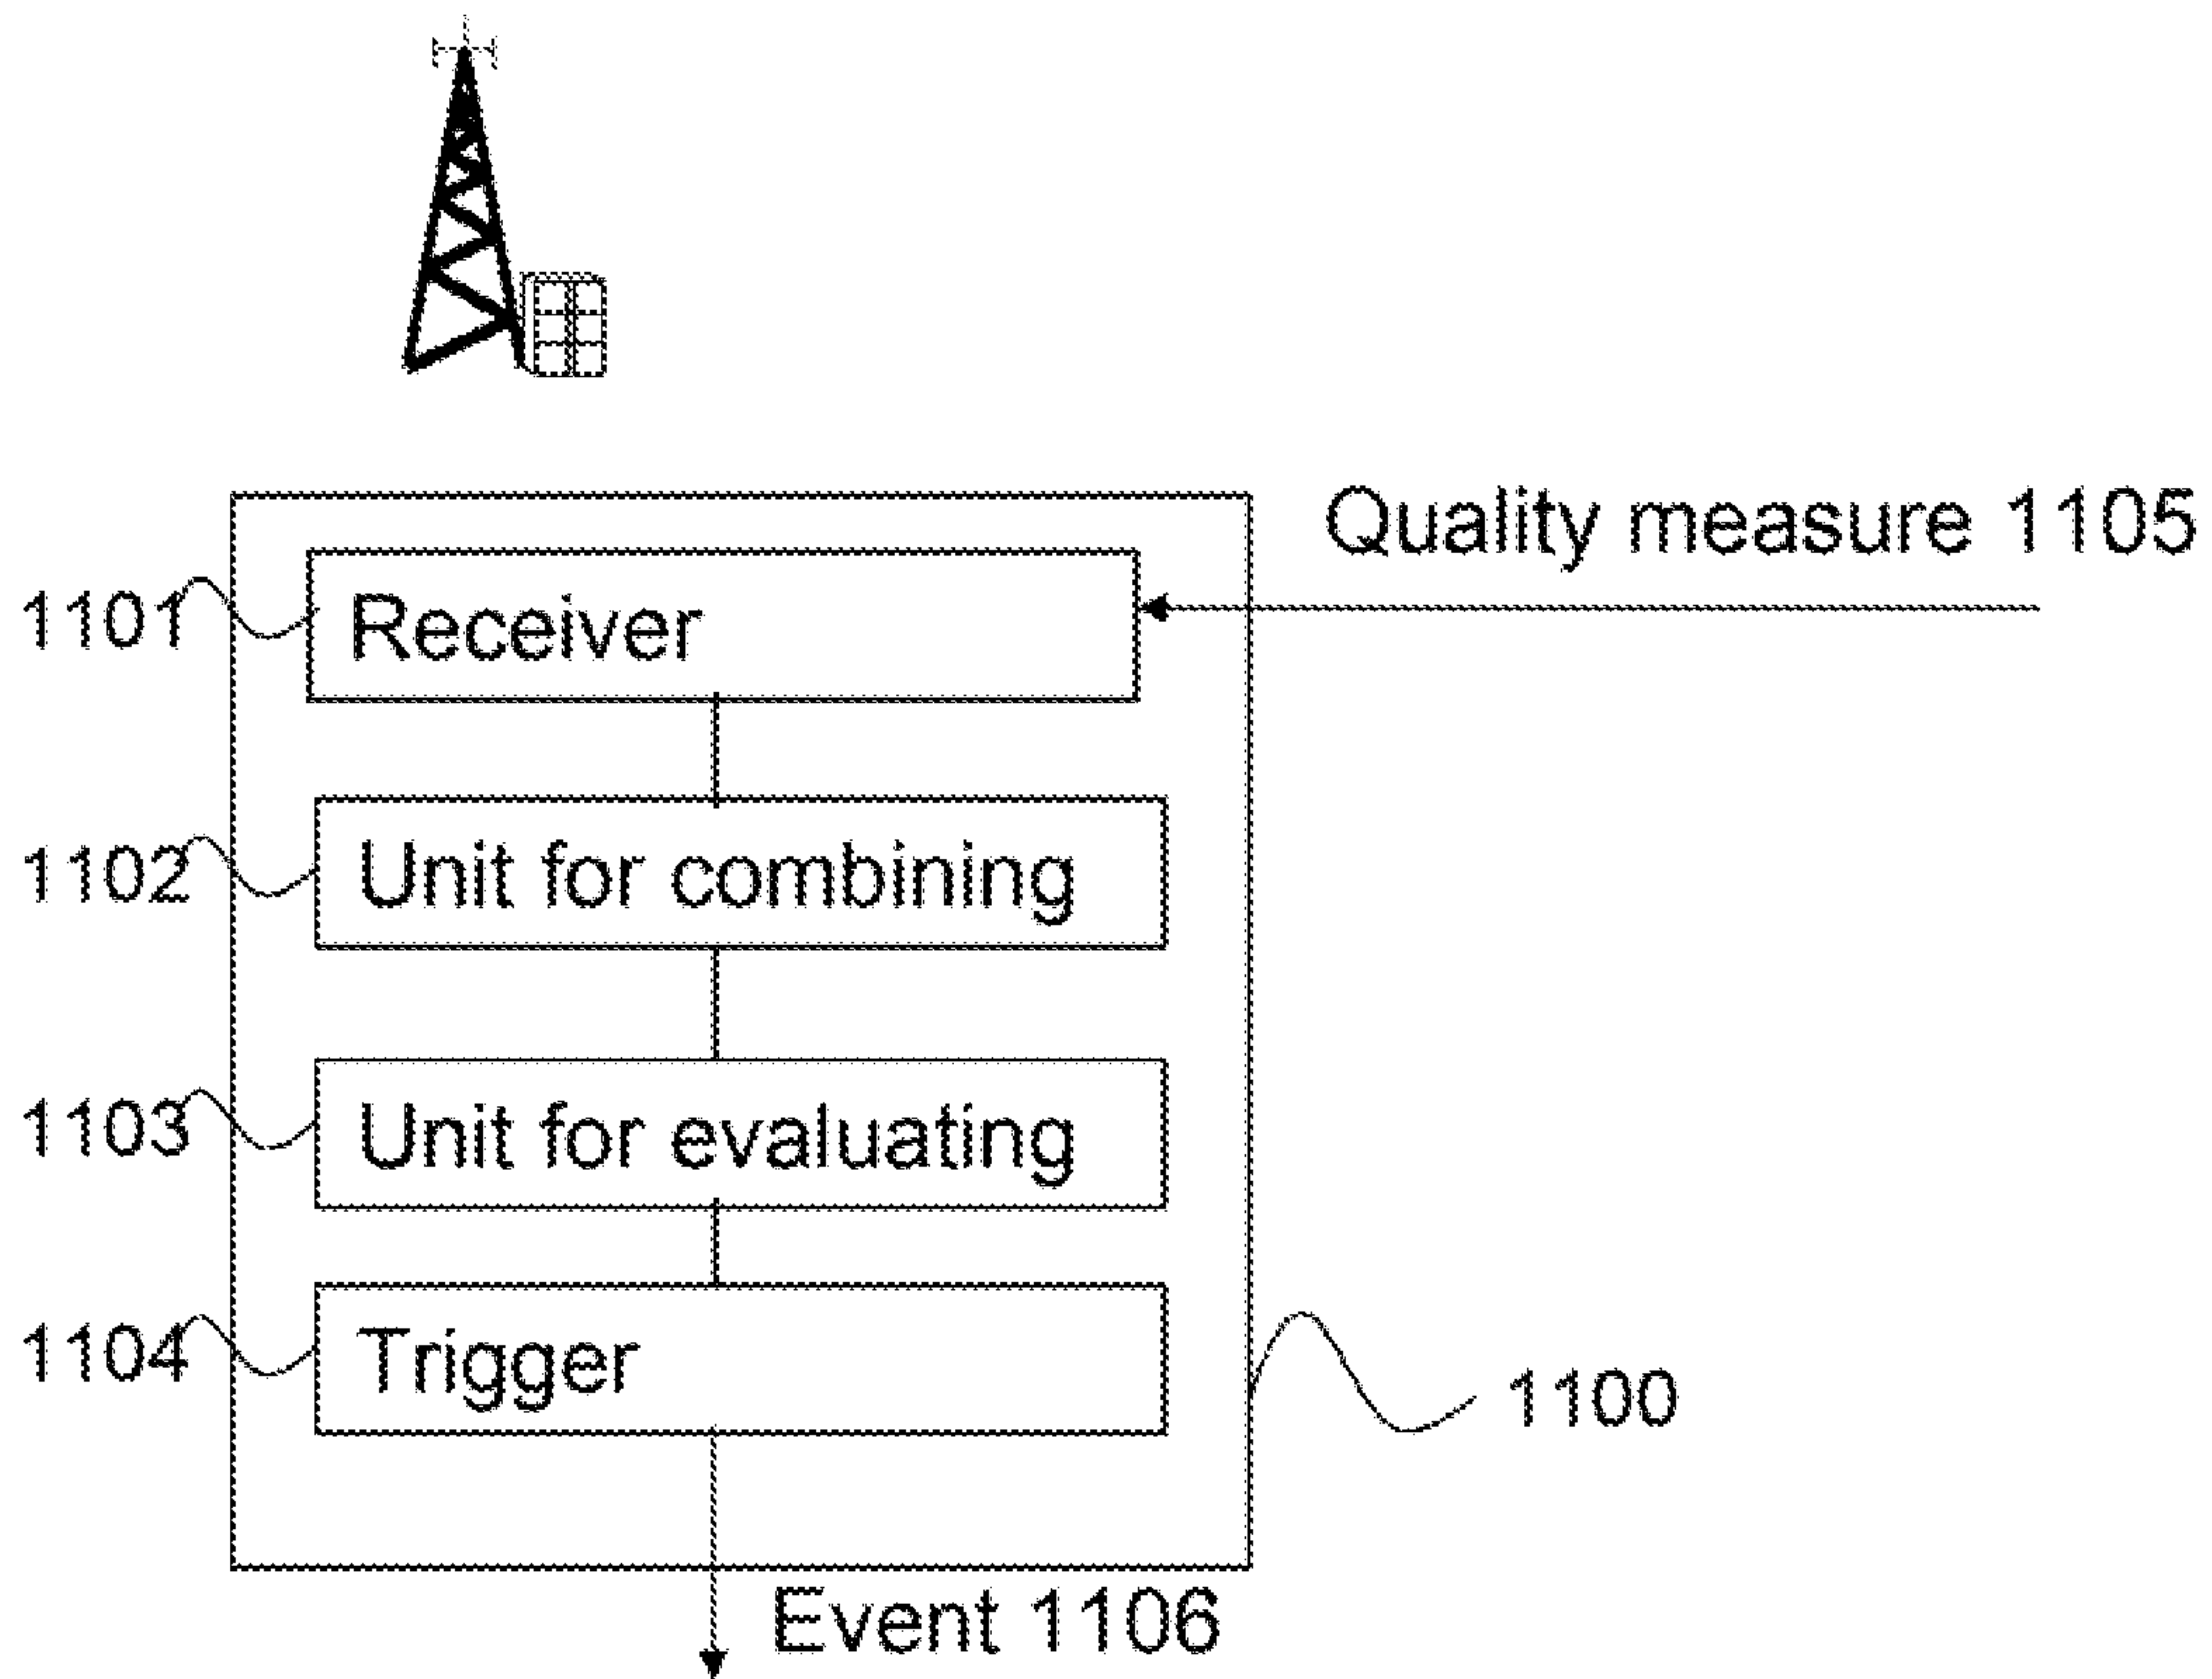 Quality measure 1105
1101 Receiver
1102 Unit for combining
1103 Unit for evaluating
1104 Trigger
1100
Event 1106